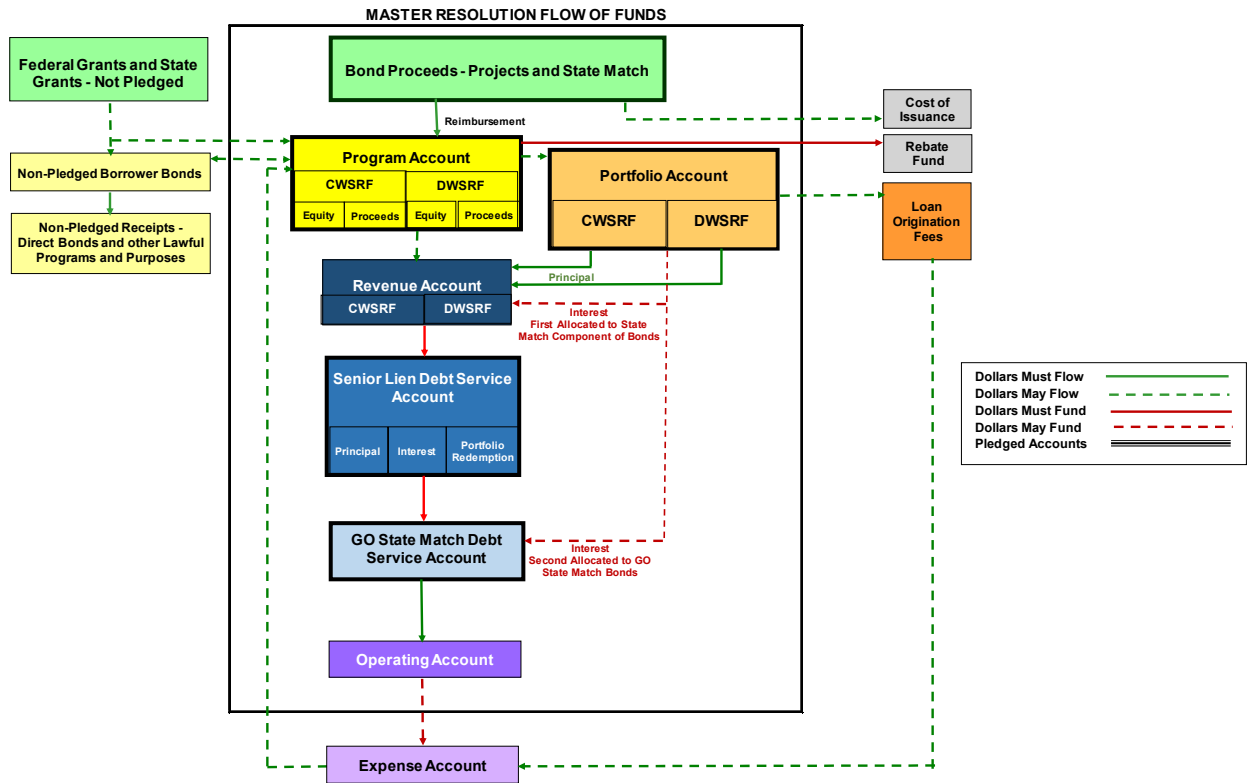 MASTER RESOLUTION FLOW OF FUNDS
Federal Grants and State
Grants - Not Pledged
Bond Proceeds - Projects and State Match
Cost of
Issuance
Reimbursement
Rebate
Fund
Program Account
CWSRF
DWSRF
Equity
Proceeds
Equity
Proceeds
Non-Pledged Borrower Bonds
Portfolio Account
CWSRF
DWSRF
Loan
Origination
Fees
Non-Pledged Receipts -
Direct Bonds and other Lawful
Programs and Purposes
Principal
Revenue Account
CWSRF
DWSRF
Interest
First Allocated to State
Match Component of Bonds
Senior Lien Debt Service
Account
Principal
Interest
Portfolio
Redemption
Dollars Must Flow
Dollars May Flow
Dollars Must Fund
Dollars May Fund
Pledged Accounts
GO State Match Debt
Service Account
Interest
Second Allocated to GO
State Match Bonds
Operating Account
Expense Account